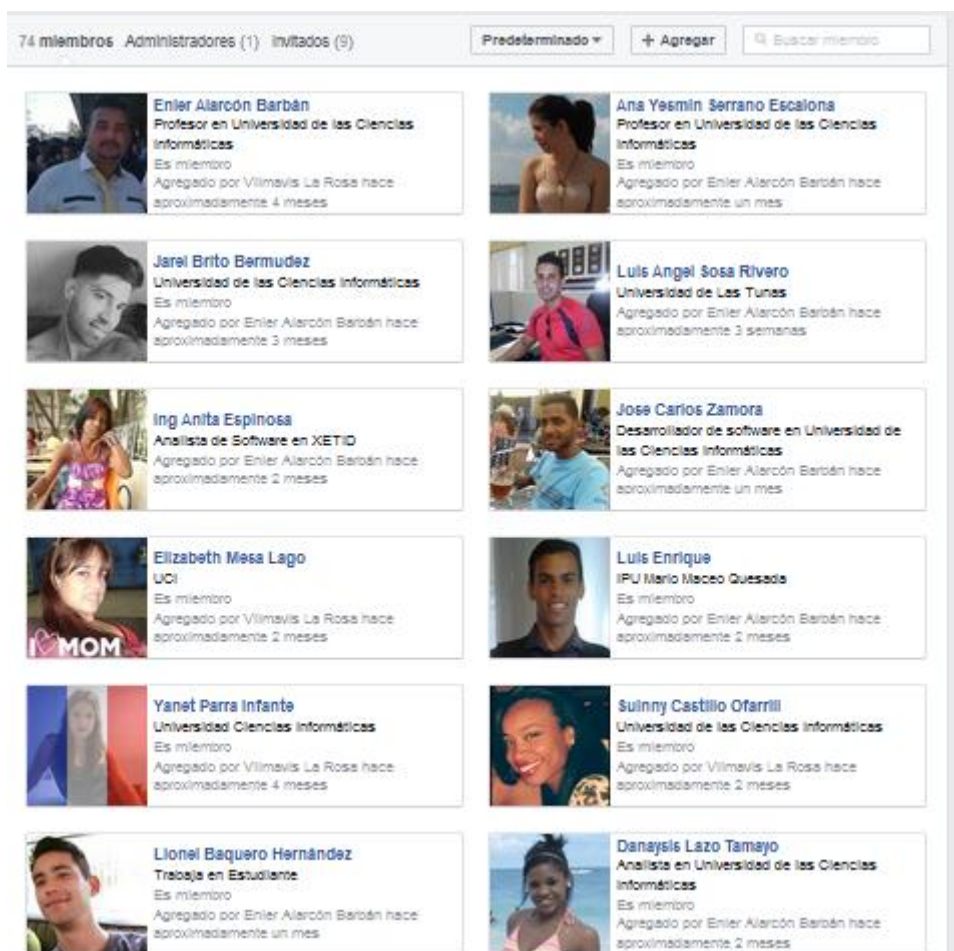 74 miembros Administradores (1) Invitados (9) Predeterminado + Agregar Buscar miembro
Enier Alarcón Barbán
Profesor en Universidad de las Ciencias
Informáticas
Es miembro
Agregado por Vilmavis La Rosa hace
aproximadamente 4 meses
Ana Yesmin Serrano Escalona
Profesor en Universidad de las Ciencias
Informáticas
Es miembro
Agregado por Enier Alarcón Barbán hace
aproximadamente un mes
Jarei Brito Bermudez
Universidad de las Ciencias Informáticas
Es miembro
Agregado por Enier Alarcón Barbán hace
aproximadamente 3 meses
Luis Angel Sosa Rivero
Universidad de Las Tunas
Agregado por Enier Alarcón Barbán hace
aproximadamente 3 semanas
Ing Anita Espinosa
Analista de Software en XETID
Agregado por Enier Alarcón Barbán hace
aproximadamente 2 meses
Jose Carlos Zamora
Desarrollador de software en Universidad de
las Ciencias Informáticas
Agregado por Enier Alarcón Barbán hace
aproximadamente un mes
Elizabeth Mesa Lago
UCI
Es miembro
Agregado por Vilmavis La Rosa hace
aproximadamente 2 meses
I MOM
Luis Enrique
IPU Mario Maceo Quesada
Es miembro
Agregado por Enier Alarcón Barbán hace
aproximadamente 2 meses
Yanet Parra Infante
Universidad Ciencias Informáticas
Es miembro
Agregado por Vilmavis La Rosa hace
aproximadamente 4 meses
Suinny Castillo Ofarrill
Universidad de las Ciencias Informáticas
Es miembro
Agregado por Vilmavis La Rosa hace
aproximadamente 2 meses
Lionel Baquero Hernández
Trabaja en Estudiante
Es miembro
Agregado por Enier Alarcón Barbán hace
aproximadamente un mes
Danaysis Lazo Tamayo
Analista en Universidad de las Ciencias
Informáticas
Es miembro
Agregado por Enier Alarcón Barbán hace
aproximadamente 2 meses